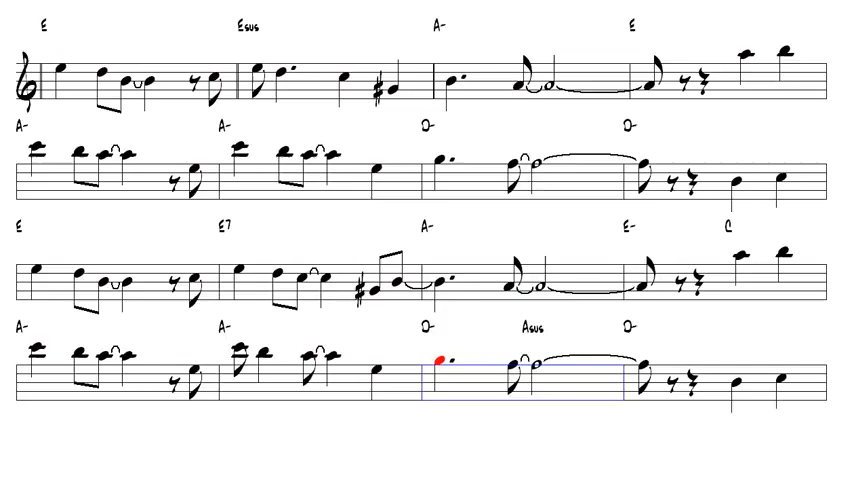 E Esus A- E
A- A- D- D-
E E7 A- E- C
A- A- D- Asus D-